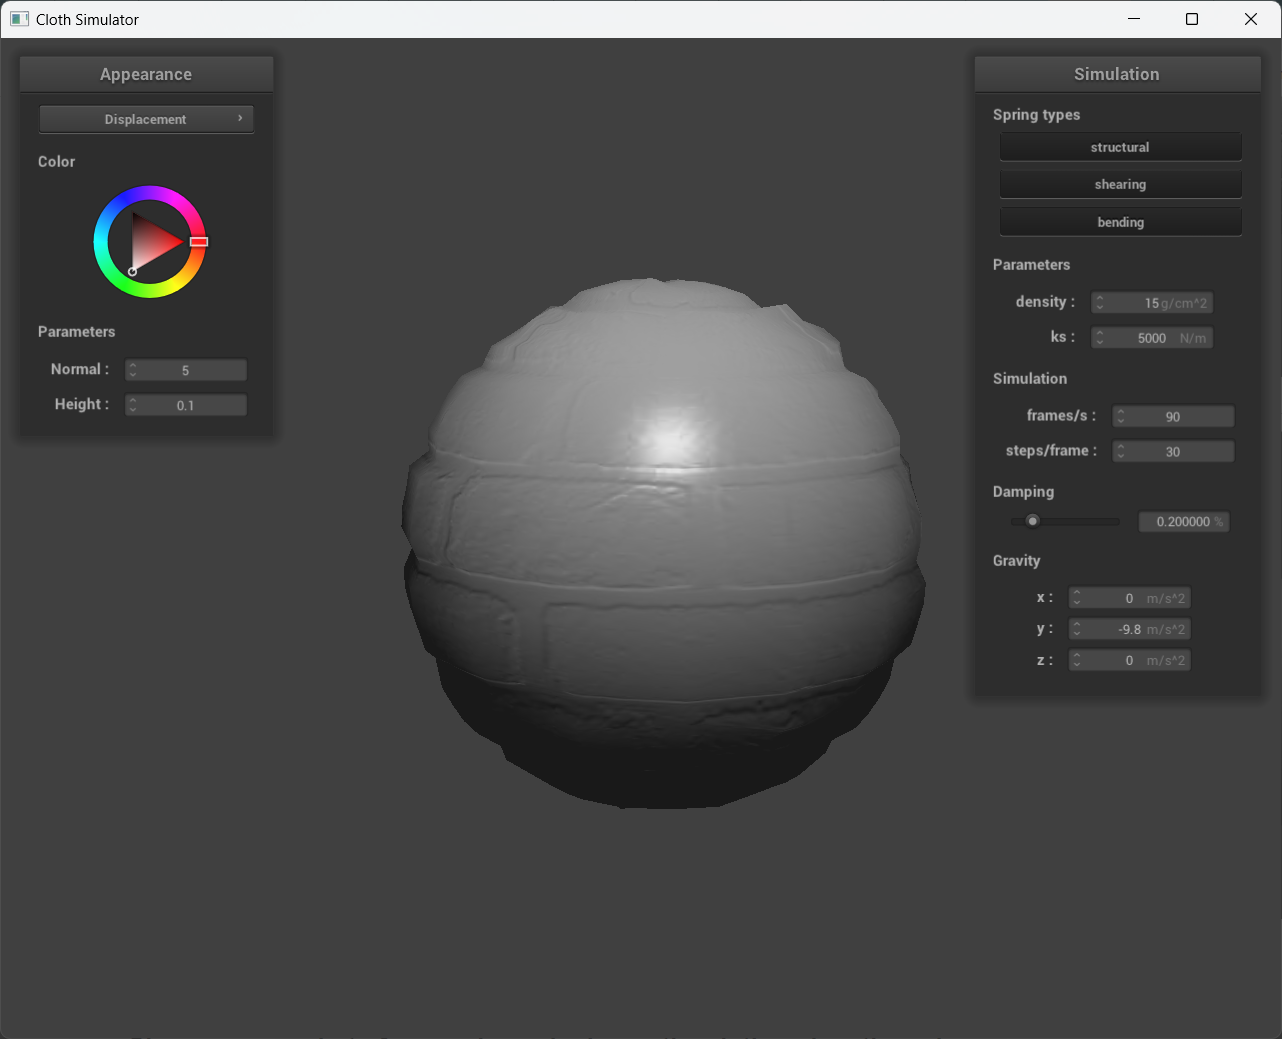 Cloth Simulator
Appearance
Displacement
Color
Parameters
Normal : 5
Height : 0.1
Simulation
Spring types
structural
shearing
bending
Parameters
density : 15 g/cm^2
ks : 5000 N/m
Simulation
frames/s : 90
steps/frame : 30
Damping
0.200000 %
Gravity
x : 0 m/s^2
y : -9.8 m/s^2
z : 0 m/s^2